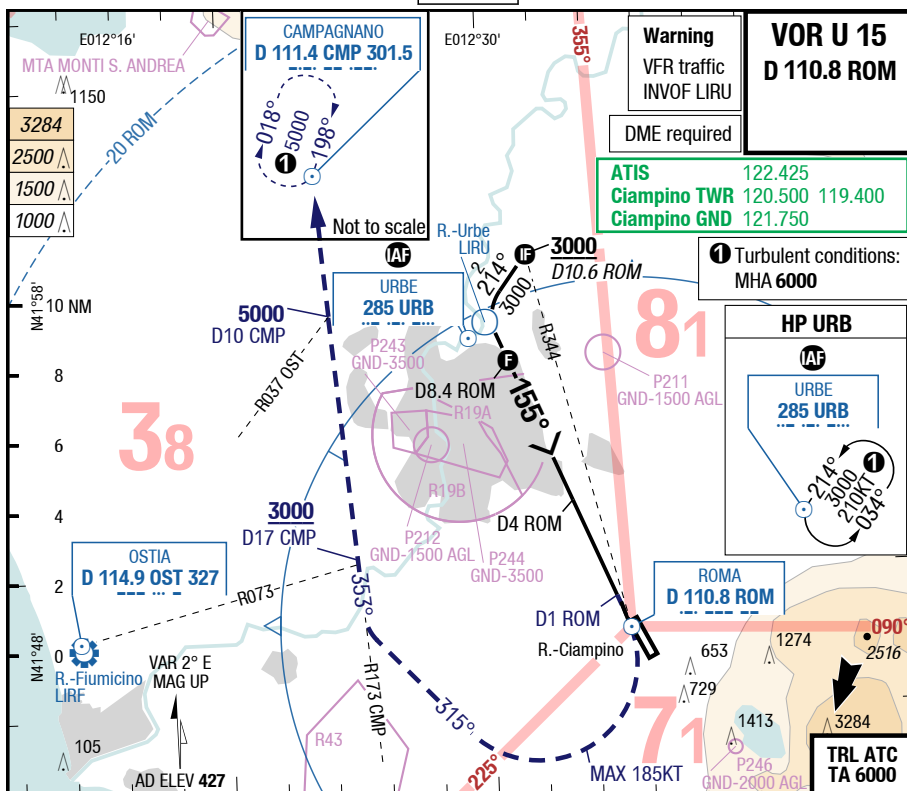 E012°16'
CAMPAGNANO
D 111.4 CMP 301.5
E012°30'
355°
Warning
VFR traffic
INVOF LIRU
VOR U 15
D 110.8 ROM
MTA MONTI S. ANDREA
1150
DME required
3284
2500
1500
1000
20 ROM
018°
5000
198°
1
Not to scale
ATIS 122.425
Ciampino TWR 120.500 119.400
Ciampino GND 121.750
1 Turbulent conditions:
MHA 6000
R.-Urbe
LIRU
IAF
URBE
285 URB
2
214°
3000
IF
3000
D10.6 ROM
N41°58'
10 NM
8
6
4
2
0
N41°48'
5000
D10 CMP
R037 OST
P243
GND-3500
F
D8.4 ROM
155°
R344
81
P211
GND-1500 AGL
HP URB
IAF
URBE
285 URB
214°
3000
210KT
034°
1
38
R19A
R19B
P212
GND-1500 AGL
P244
GND-3500
D4 ROM
3000
D17 CMP
OSTIA
D 114.9 OST 327
R073
353°
D1 ROM
ROMA
D 110.8 ROM
R.-Ciampino
090°
2516
R.-Fiumicino
LIRF
VAR 2° E
MAG UP
315°
R173 CMP
653
729
1274
1413
3284
71
R43
105
AD ELEV 427
225°
MAX 185KT
P246
GND-2000 AGL
TRL ATC
TA 6000